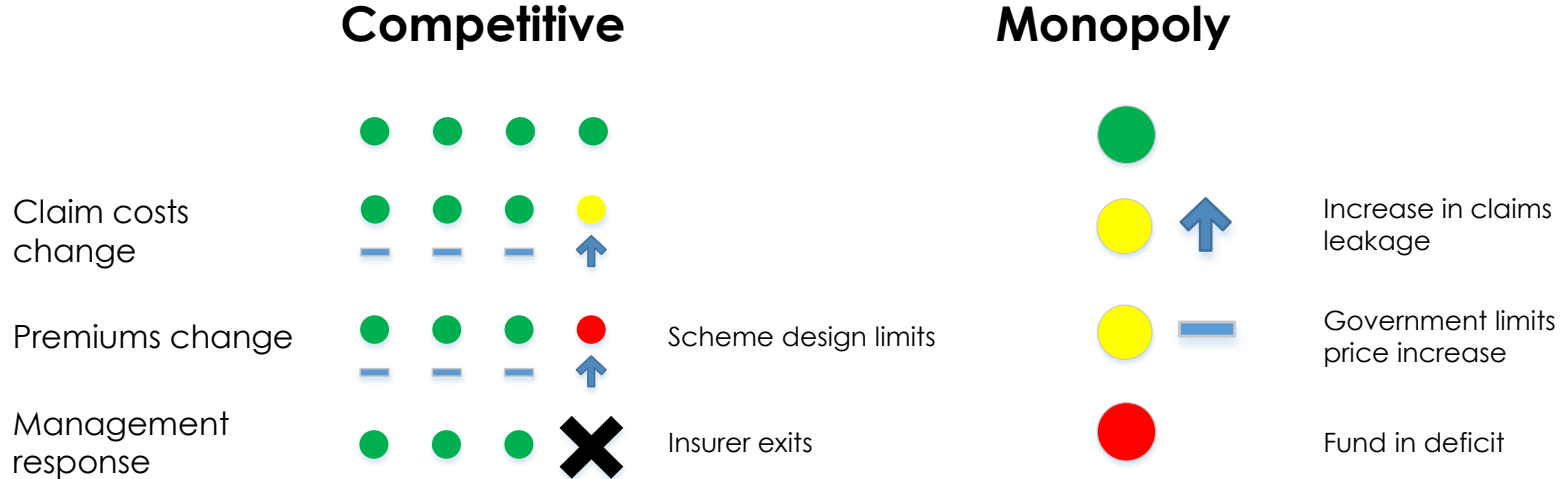 Competitive
Monopoly
Claim costs
change
Increase in claims
leakage
Premiums change
Scheme design limits
Government limits
price increase
Management
response
Insurer exits
Fund in deficit